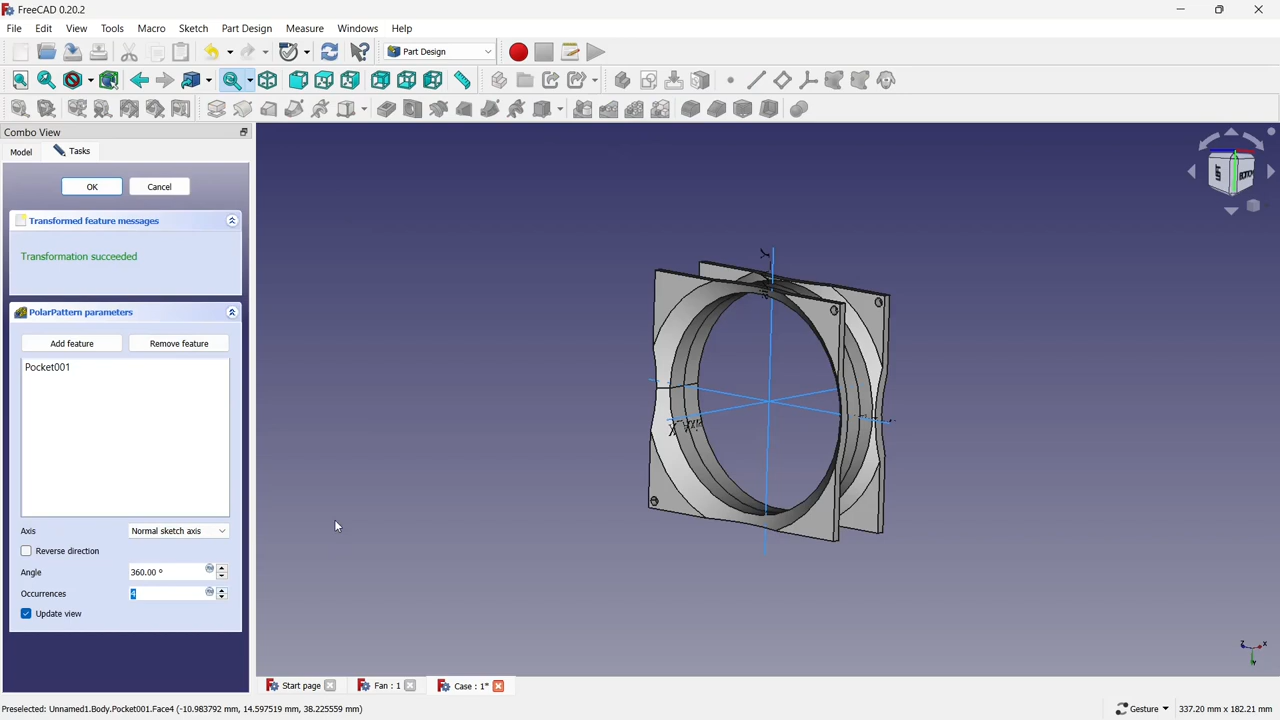 FreeCAD 0.20.2
File Edit View Tools Macro Sketch Part Design Measure Windows Help
Part Design
Combo View
Model Tasks
OK Cancel
Transformed feature messages
Transformation succeeded
PolarPattern parameters
Add feature Remove feature
Pocket001
Axis Normal sketch axis
Reverse direction
Angle 360.00 °
Occurrences 4
Update view
Start page Fan : 1 Case : 1*
Preselected: Unnamed1.Body.Pocket001.Face4 (-10.983792 mm, 14.597519 mm, 38.225559 mm) Gesture 337.20 mm x 182.21 mm